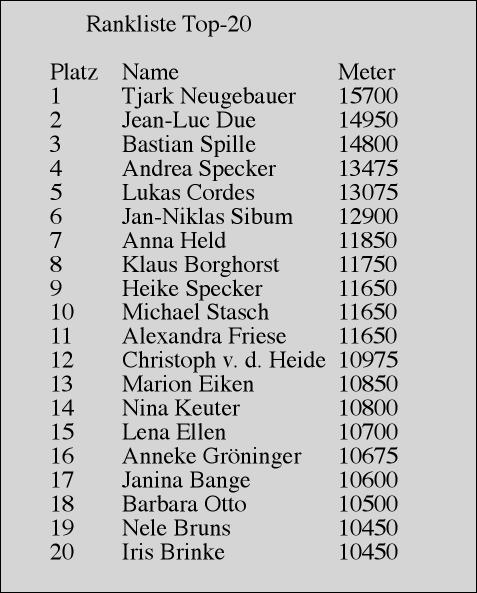 Rankliste Top-20
Platz Name Meter
1 Tjark Neugebauer 15700
2 Jean-Luc Due 14950
3 Bastian Spille 14800
4 Andrea Specker 13475
5 Lukas Cordes 13075
6 Jan-Niklas Sibum 12900
7 Anna Held 11850
8 Klaus Borghorst 11750
9 Heike Specker 11650
10 Michael Stasch 11650
11 Alexandra Friese 11650
12 Christoph v. d. Heide 10975
13 Marion Eiken 10850
14 Nina Keuter 10800
15 Lena Ellen 10700
16 Anneke Gröninger 10675
17 Janina Bange 10600
18 Barbara Otto 10500
19 Nele Bruns 10450
20 Iris Brinke 10450